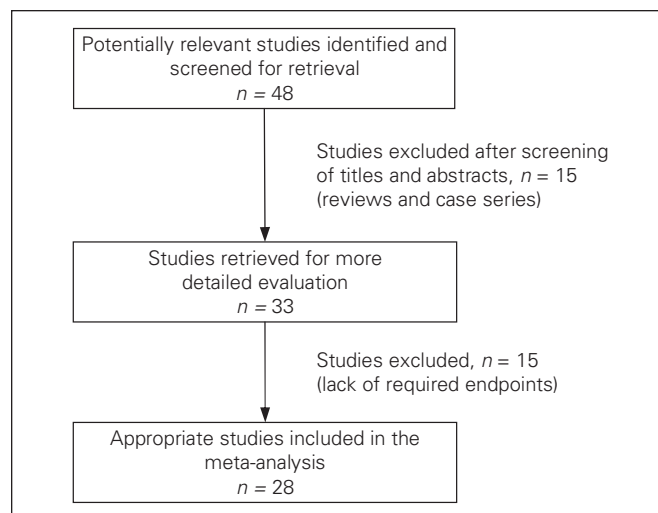 Potentially relevant studies identified and
screened for retrieval
n = 48
Studies excluded after screening
of titles and abstracts, n = 15
(reviews and case series)
Studies retrieved for more
detailed evaluation
n = 33
Studies excluded, n = 15
(lack of required endpoints)
Appropriate studies included in the
meta-analysis
n = 28